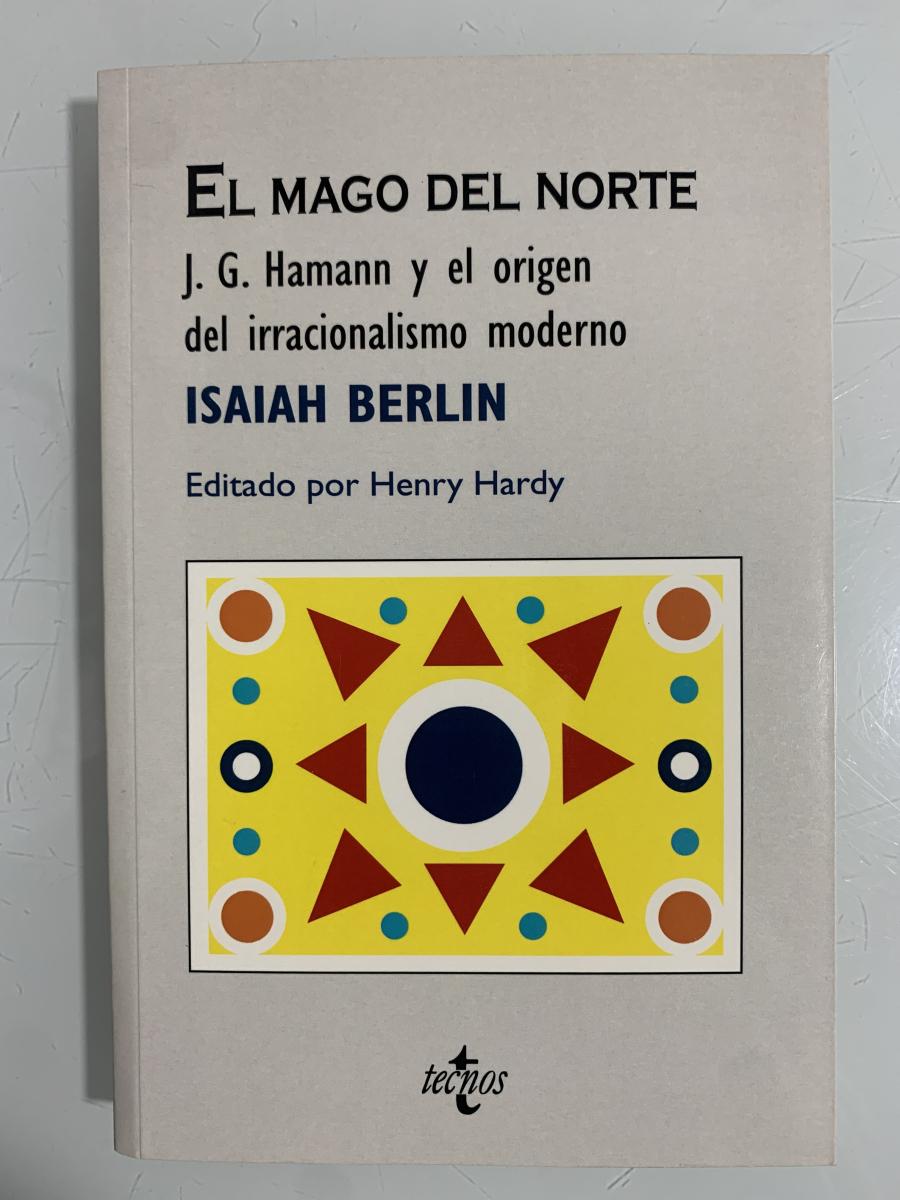 EL MAGO DEL NORTE
J. G. Hamann y el origen
del irracionalismo moderno
ISAIAH BERLIN
Editado por Henry Hardy
tecnos